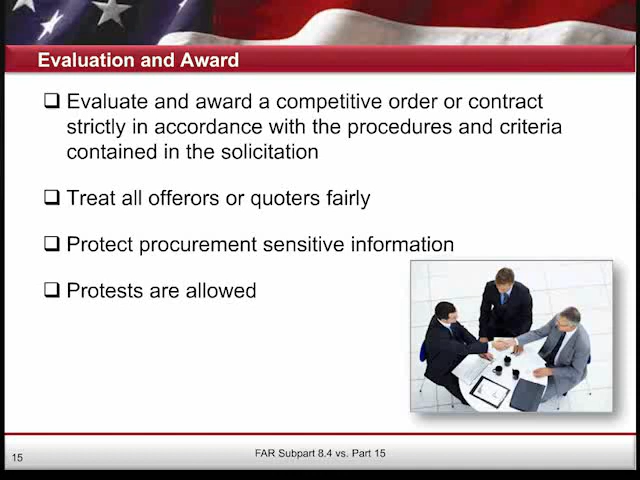 Evaluation and Award
❑ Evaluate and award a competitive order or contract
strictly in accordance with the procedures and criteria
contained in the solicitation
❑ Treat all offerors or quoters fairly
❑ Protect procurement sensitive information
❑ Protests are allowed
15
FAR Subpart 8.4 vs. Part 15